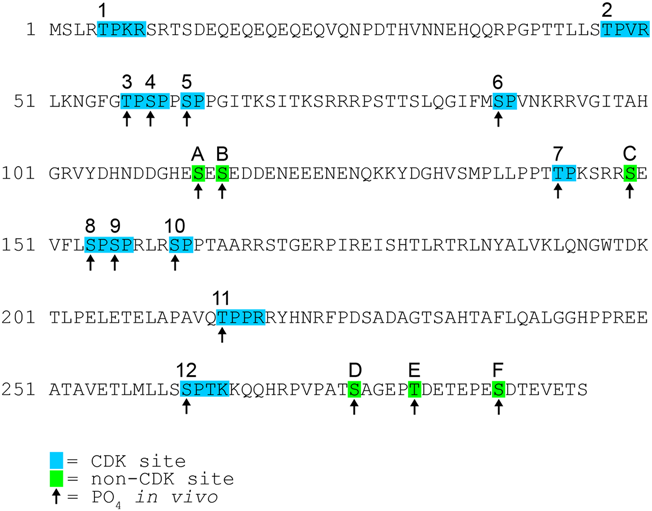 1 2
1 MSLRTPKRSRTSDEQEQEQEQEQVQNPDTHVNNEHQQRPGPTTLLSTPVR
3 4 5 6
51 LKNGFGTPSPPSPPGITKSITKSRRRPSTTSLQGIFMSPVNKRRVGITAH
A B 7 C
101 GRVYDHNDDGHESESEDDENEEENENQKKYDGHVSMPLLPPTTPKSRRSE
8 9 10
151 VFLSPSPRLRSPPTAARRSTGERPIREISHTLRTRLNYALVKLQNGWTDK
11
201 TLPELETELAPAVQTPPRRYHNRFPDSADAGTSAHTAFLQALGGHPPREE
12 D E F
251 ATAVETLMLLSSPTKKQQHRPVPATSAGEPTDETEPESDTEVETS
= CDK site
= non-CDK site
= PO4 in vivo